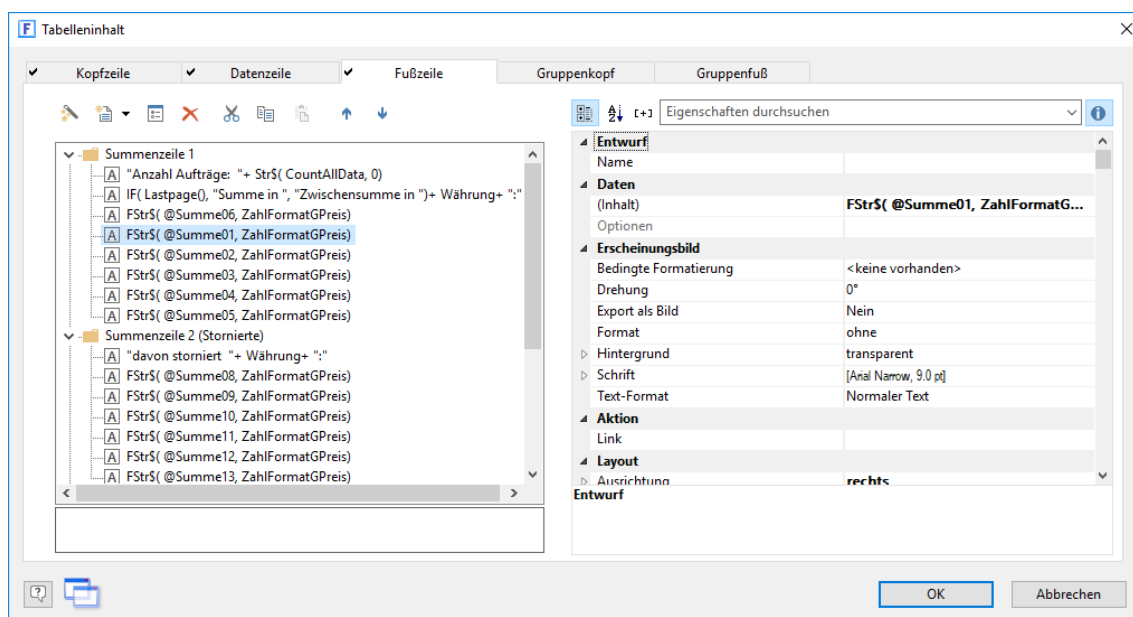 Tabelleninhalt
Kopfzeile Datenzeile Fußzeile Gruppenkopf Gruppenfuß
Eigenschaften durchsuchen
Summenzeile 1
"Anzahl Aufträge: "+ Str$( CountAllData, 0)
IF( Lastpage(), "Summe in ", "Zwischensumme in ")+ Währung+ ":"
FStr$( @Summe06, ZahlFormatGPreis)
FStr$( @Summe01, ZahlFormatGPreis)
FStr$( @Summe02, ZahlFormatGPreis)
FStr$( @Summe03, ZahlFormatGPreis)
FStr$( @Summe04, ZahlFormatGPreis)
FStr$( @Summe05, ZahlFormatGPreis)
Summenzeile 2 (Stornierte)
"davon storniert "+ Währung+ ":"
FStr$( @Summe08, ZahlFormatGPreis)
FStr$( @Summe09, ZahlFormatGPreis)
FStr$( @Summe10, ZahlFormatGPreis)
FStr$( @Summe11, ZahlFormatGPreis)
FStr$( @Summe12, ZahlFormatGPreis)
FStr$( @Summe13, ZahlFormatGPreis)
Entwurf
Name
Daten
(Inhalt) FStr$( @Summe01, ZahlFormatG...
Optionen
Erscheinungsbild
Bedingte Formatierung <keine vorhanden>
Drehung 0°
Export als Bild Nein
Format ohne
Hintergrund transparent
Schrift [Arial Narrow, 9.0 pt]
Text-Format Normaler Text
Aktion
Link
Layout
Ausrichtung rechts
Entwurf
OK Abbrechen